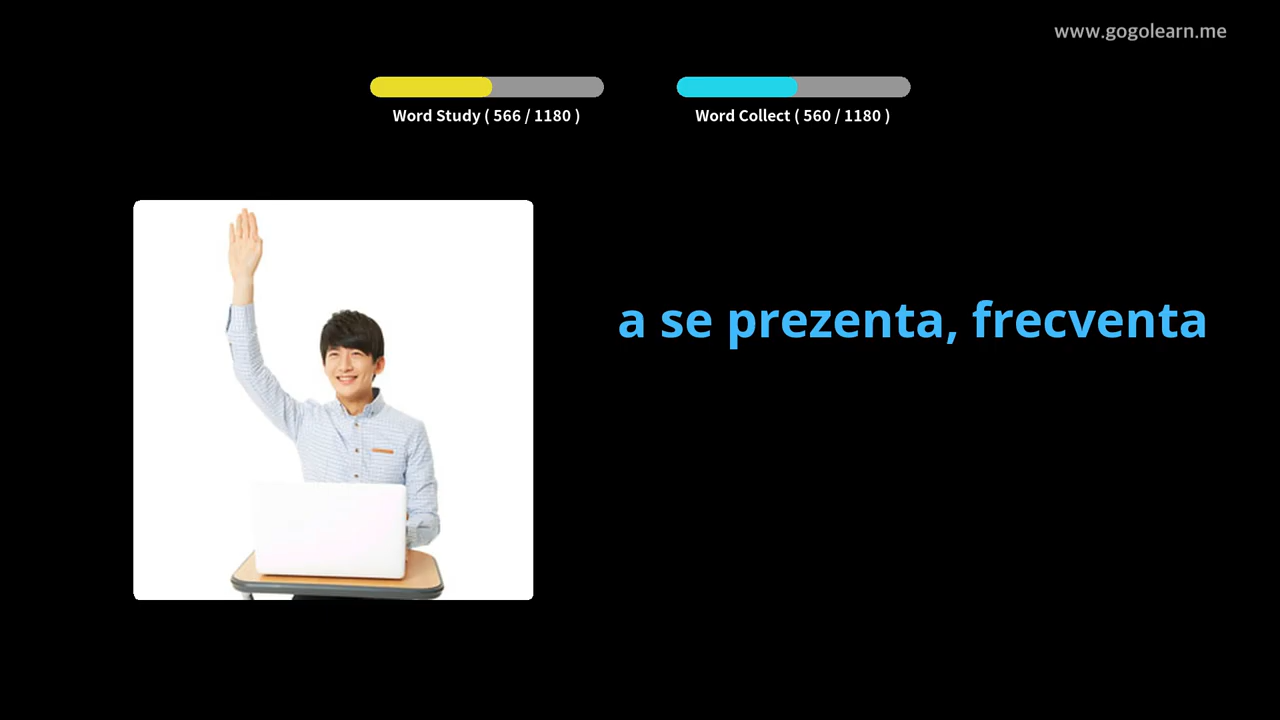 www.gogolearn.me
Word Study ( 566 / 1180 )
Word Collect ( 560 / 1180 )
a se prezenta, frecventa